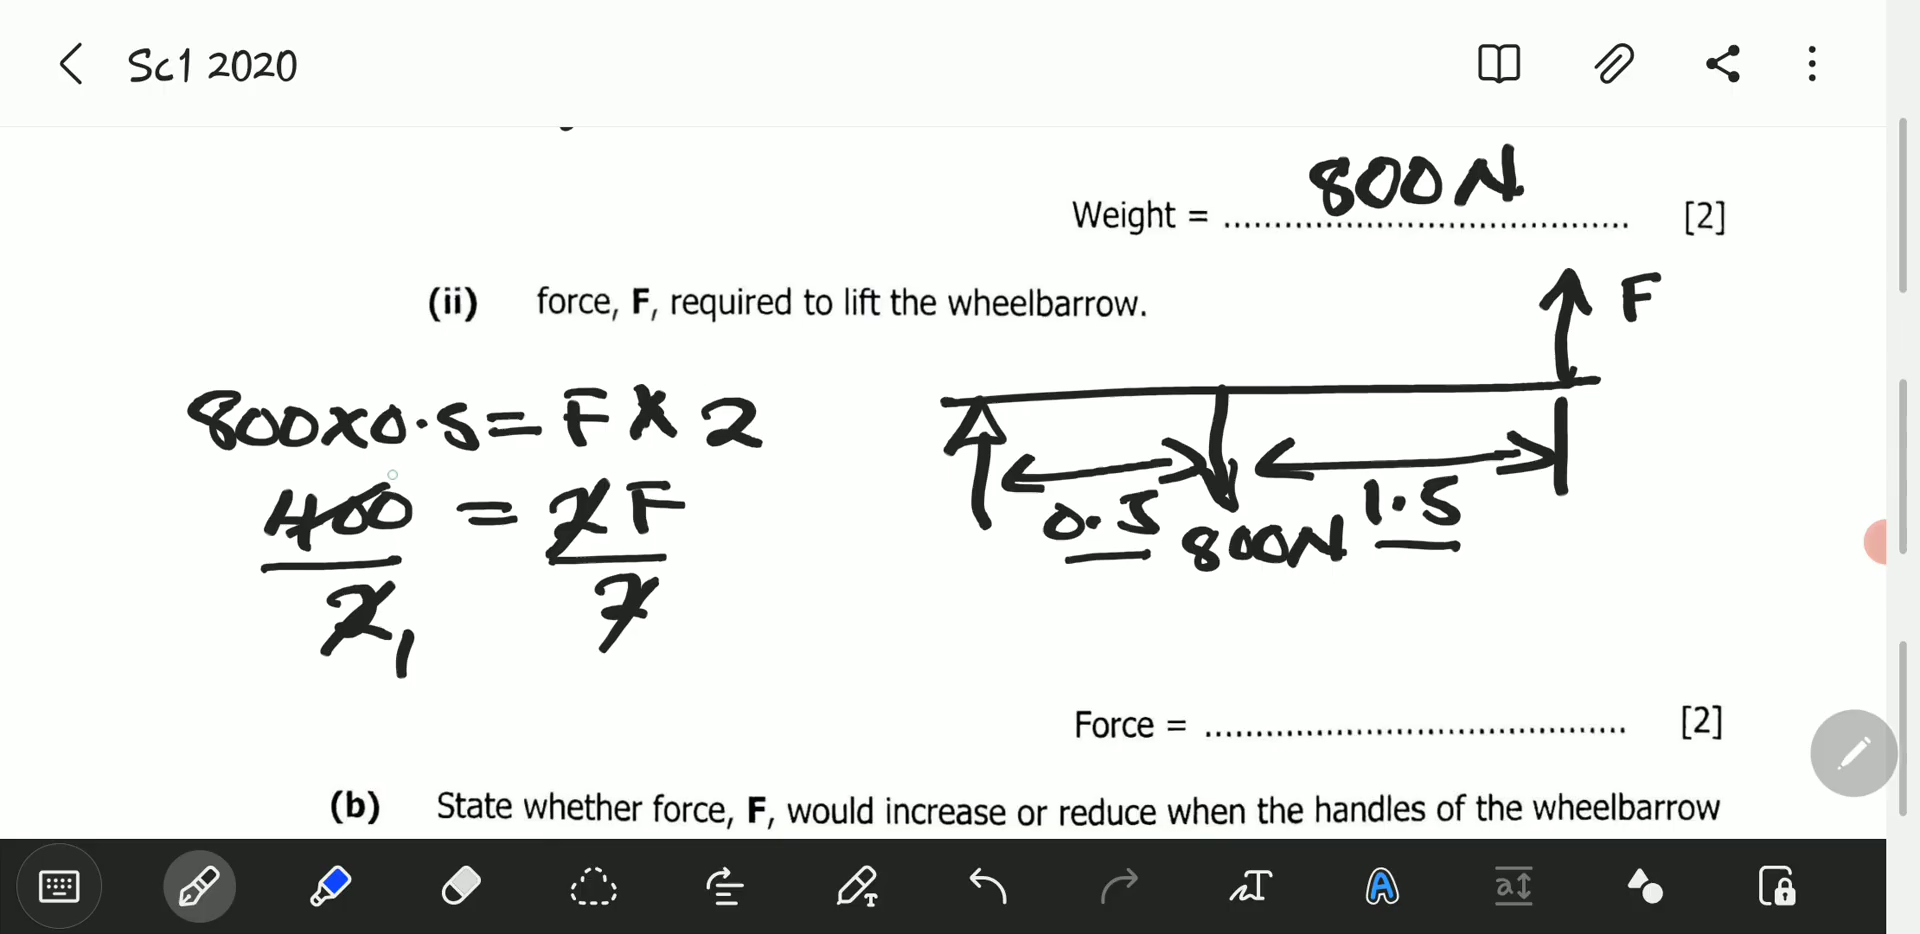 Sc1 2020
800N
Weight = ........................................ [2]
(ii) force, F, required to lift the wheelbarrow.
F
800x0.5 = F x 2
400 = 2F
2 1 2
0.5 800N 1.5
Force = ........................................ [2]
(b) State whether force, F, would increase or reduce when the handles of the wheelbarrow